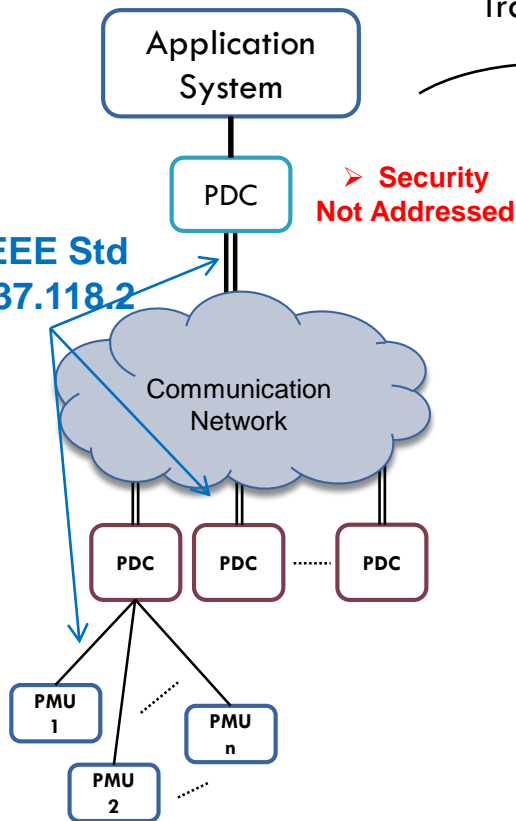 Tra
Application
System
PDC
➢ Security
Not Addressed
EEE Std
37.118.2
Communication
Network
PDC
PDC
PDC
PMU
1
PMU
n
PMU
2